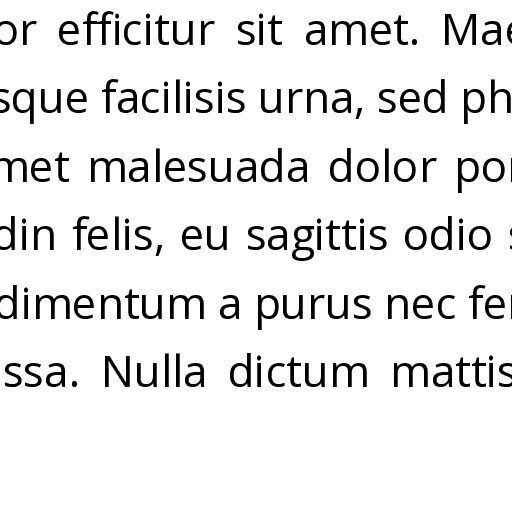 or efficitur sit amet. Mae
sque facilisis urna, sed ph
met malesuada dolor por
din felis, eu sagittis odio s
dimentum a purus nec fer
ssa. Nulla dictum mattis